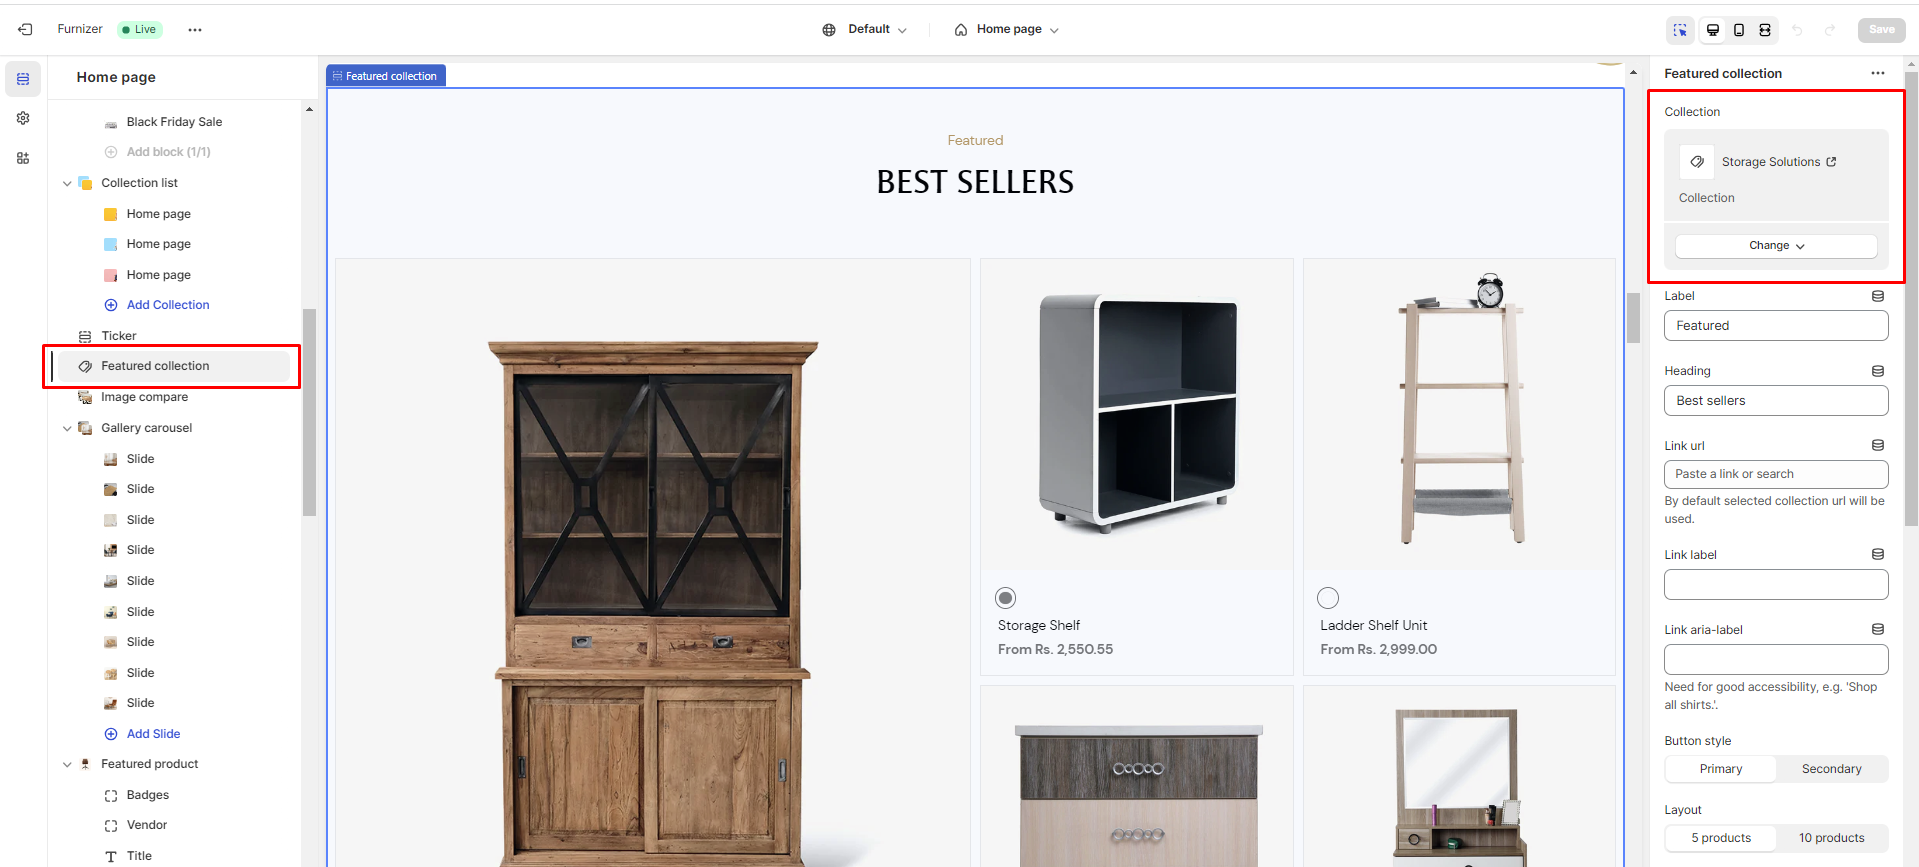 Furnizer
Live
Default
Home page
Save
Home page
Black Friday Sale
Add block (1/1)
Collection list
Home page
Home page
Home page
Add Collection
Ticker
Featured collection
Image compare
Gallery carousel
Slide
Slide
Slide
Slide
Slide
Slide
Slide
Slide
Slide
Add Slide
Featured product
Badges
Vendor
Title
Featured collection
Featured
BEST SELLERS
Storage Shelf
From Rs. 2,550.55
Ladder Shelf Unit
From Rs. 2,999.00
Featured collection
Collection
Storage Solutions
Collection
Change
Label
Featured
Heading
Best sellers
Link url
Paste a link or search
By default selected collection url will be
used.
Link label
Link aria-label
Need for good accessibility, e.g. 'Shop
all shirts.'.
Button style
Primary
Secondary
Layout
5 products
10 products